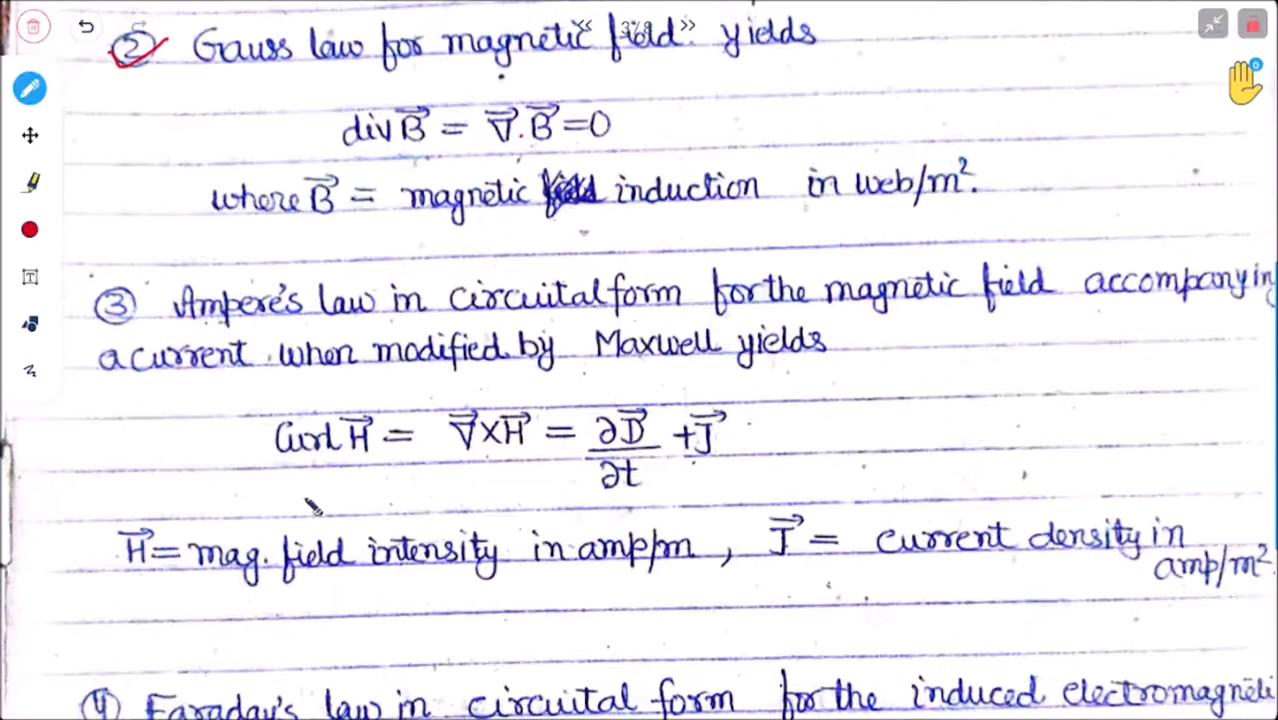 ② Gauss law for magnetic "field" yields
div B⃗ = ∇⃗.B⃗ = 0
where B⃗ = magnetic induction in web/m².
③ Ampere's law in circuital form for the magnetic field accompanyin
a current when modified by Maxwell yields
Curl H⃗ = ∇⃗×H⃗ = ∂D⃗/∂t + J⃗
H⃗ = mag. field intensity in amp/m, J⃗ = current density in
amp/m²
④ Faraday's law in circuital form for the induced electromagneti